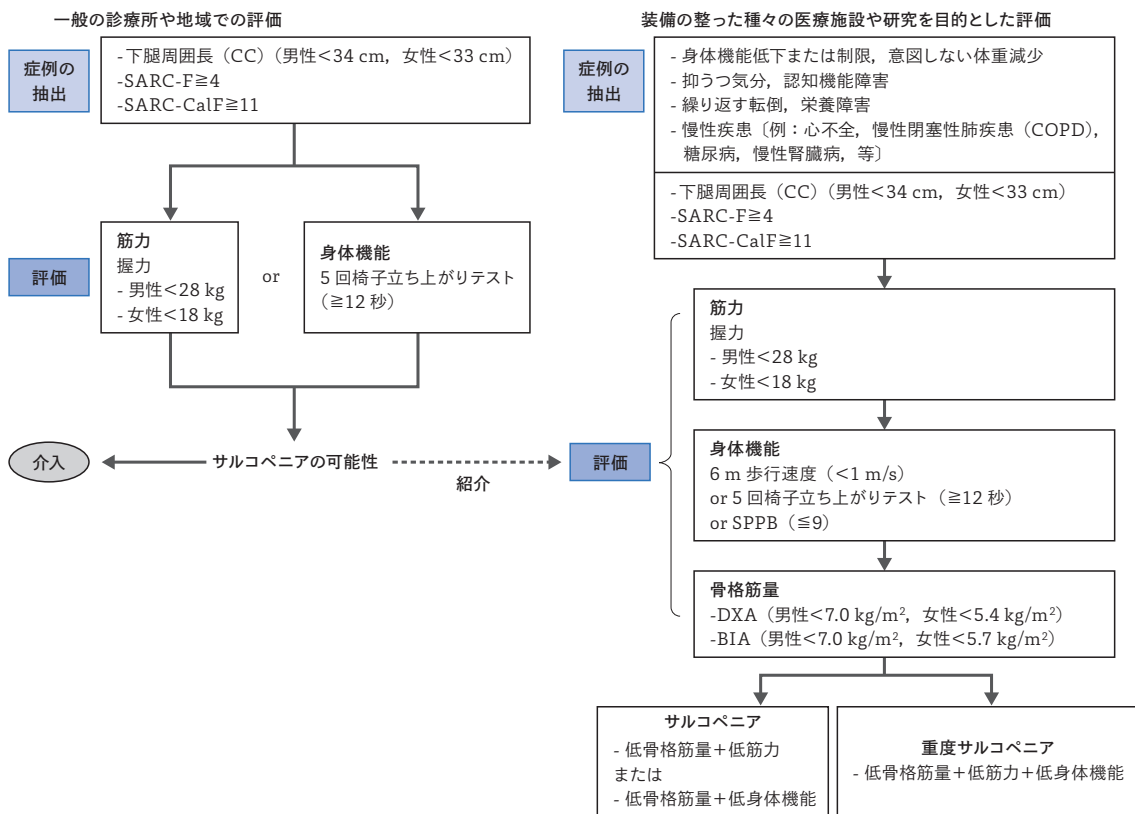 一般の診療所や地域での評価
症例の
抽出
-下腿周囲長（CC）（男性＜34 cm，女性＜33 cm）
-SARC-F≧4
-SARC-CalF≧11
評価
筋力
握力
- 男性＜28 kg
- 女性＜18 kg
or
身体機能
5 回椅子立ち上がりテスト
（≧12 秒）
介入
サルコペニアの可能性
紹介
装備の整った種々の医療施設や研究を目的とした評価
症例の
抽出
- 身体機能低下または制限，意図しない体重減少
- 抑うつ気分，認知機能障害
- 繰り返す転倒，栄養障害
- 慢性疾患〔例：心不全，慢性閉塞性肺疾患（COPD），
糖尿病，慢性腎臓病，等〕
-下腿周囲長（CC）（男性＜34 cm，女性＜33 cm）
-SARC-F≧4
-SARC-CalF≧11
評価
筋力
握力
- 男性＜28 kg
- 女性＜18 kg
身体機能
6 m 歩行速度（＜1 m/s）
or 5 回椅子立ち上がりテスト（≧12 秒）
or SPPB（≦9）
骨格筋量
-DXA（男性＜7.0 kg/m²，女性＜5.4 kg/m²）
-BIA（男性＜7.0 kg/m²，女性＜5.7 kg/m²）
サルコペニア
- 低骨格筋量＋低筋力
または
- 低骨格筋量＋低身体機能
重度サルコペニア
- 低骨格筋量＋低筋力＋低身体機能